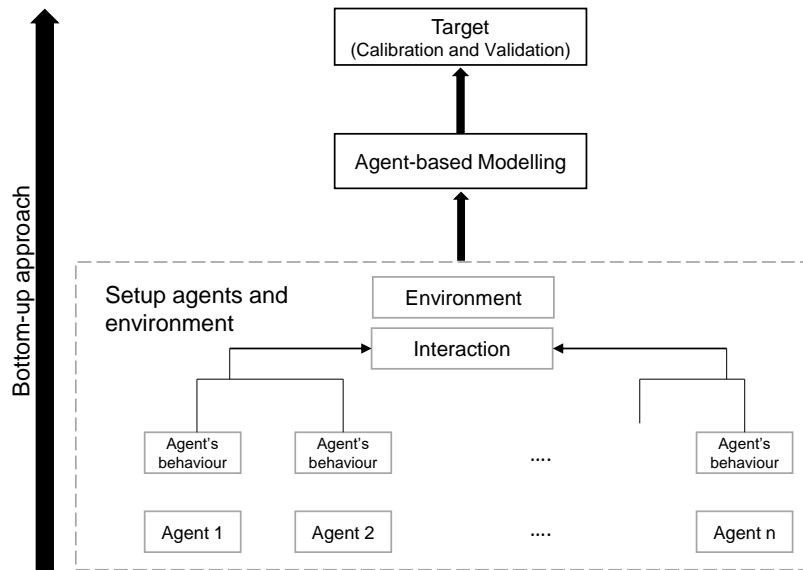 Target
(Calibration and Validation)
Agent-based Modelling
Bottom-up approach
Setup agents and
environment
Environment
Interaction
Agent's
behaviour
Agent's
behaviour
....
Agent's
behaviour
Agent 1
Agent 2
....
Agent n